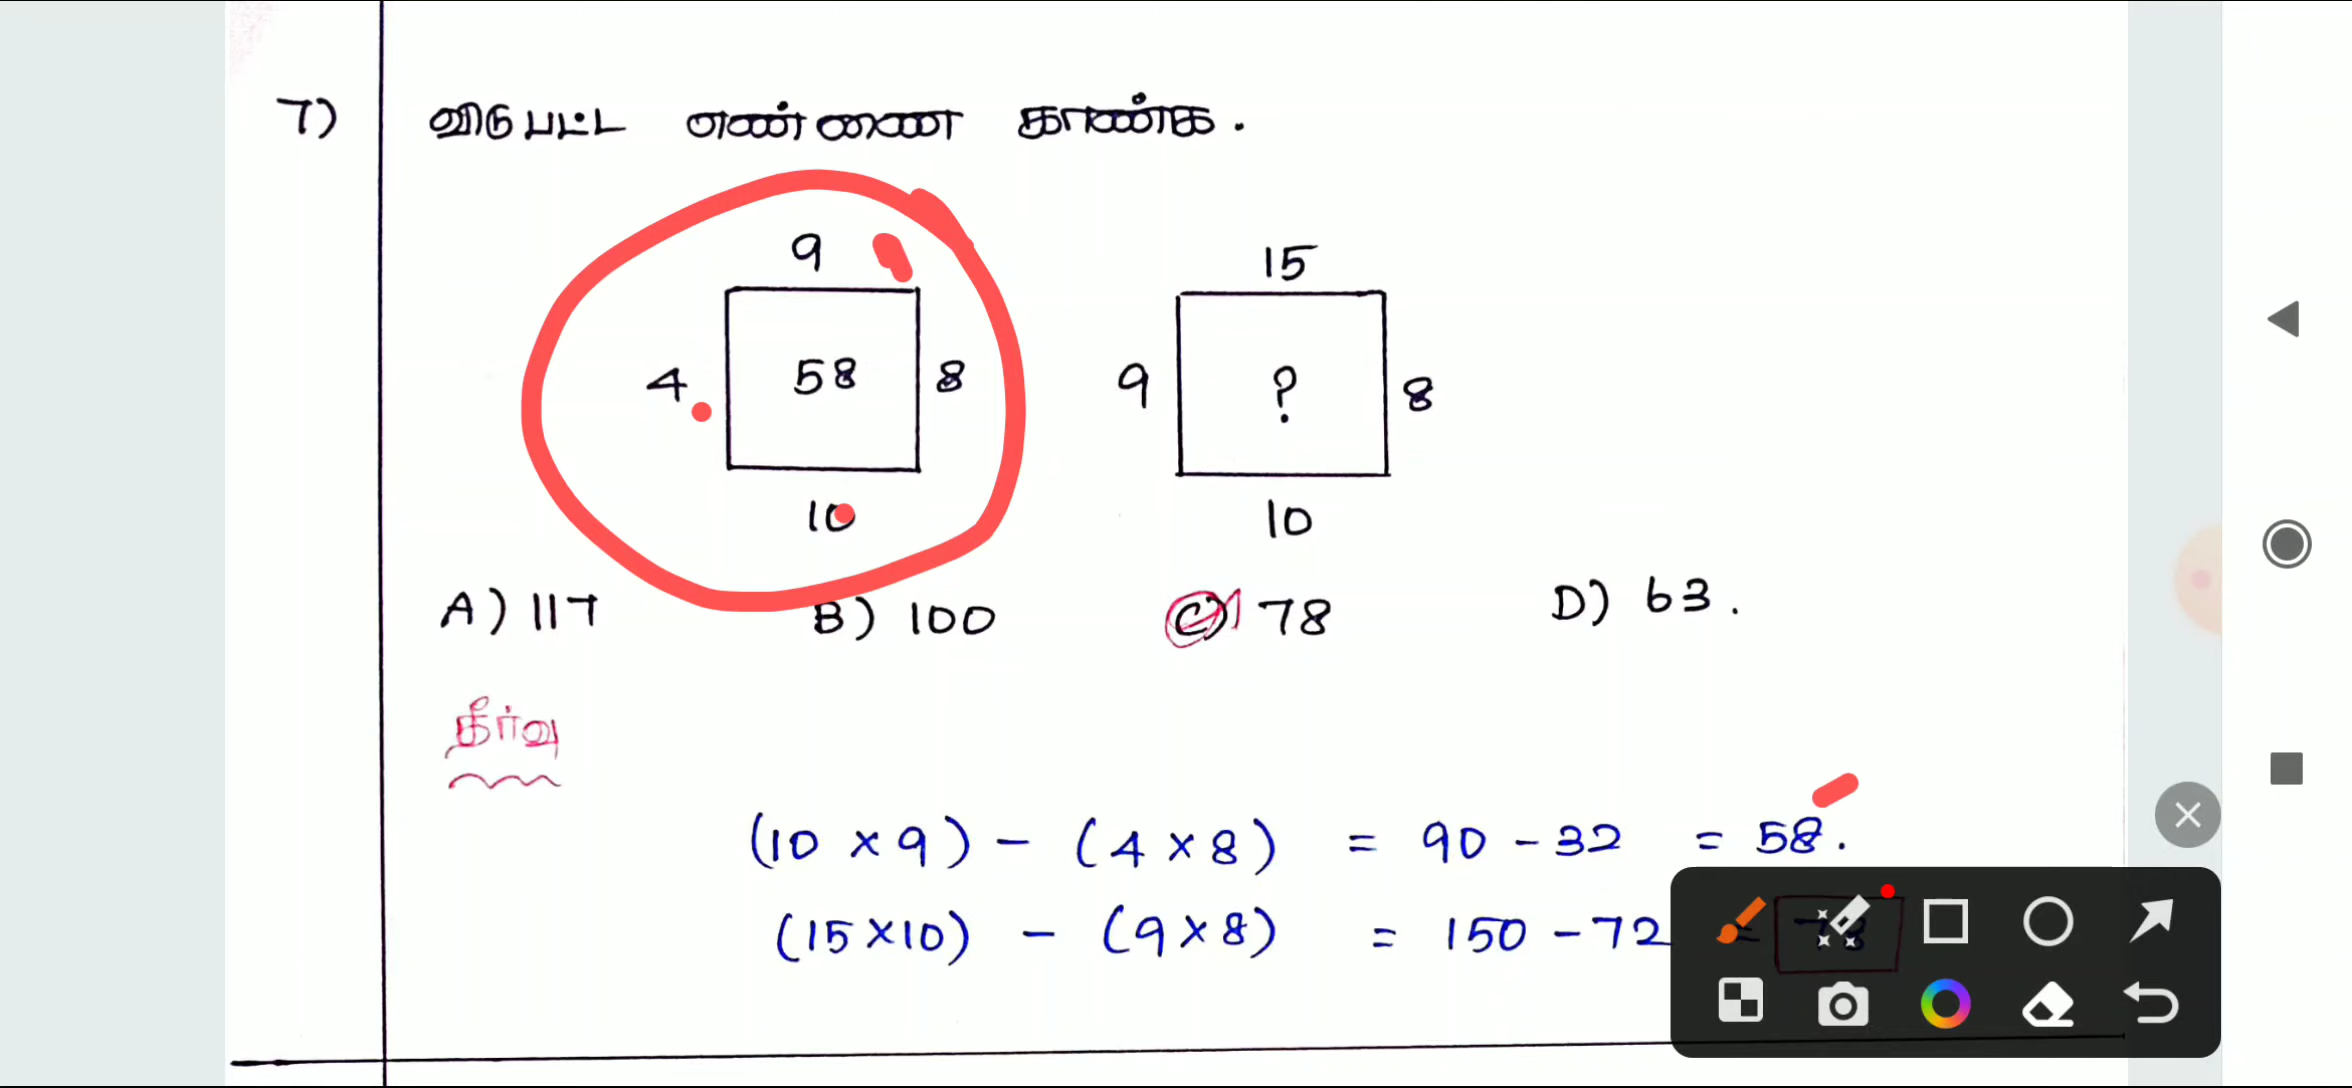 7) விடுபட்ட எண்ணை காண்க.
9 15
4 58 8 9 ? 8
10 10
A) 117 B) 100 C) 78 D) 63.
தீர்வு
(10 × 9) - (4 × 8) = 90 - 32 = 58.
(15×10) - (9×8) = 150 - 72 = 78